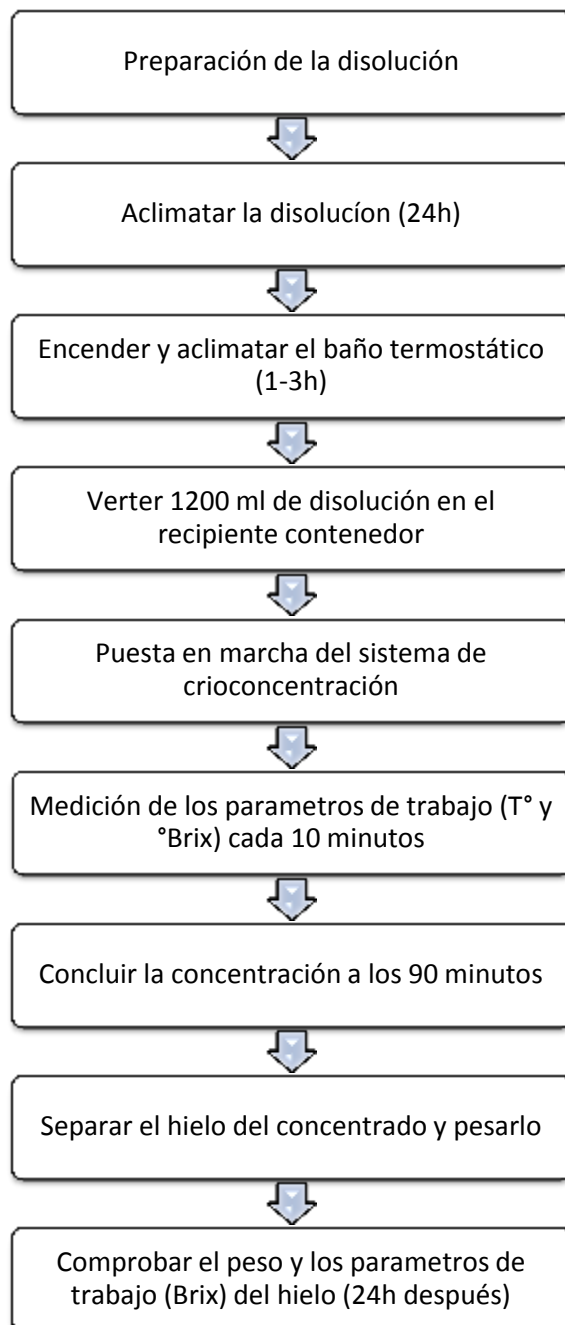 Preparación de la disolución
Aclimatar la disolucíon (24h)
Encender y aclimatar el baño termostático
(1-3h)
Verter 1200 ml de disolución en el
recipiente contenedor
Puesta en marcha del sistema de
crioconcentración
Medición de los parametros de trabajo (T° y
°Brix) cada 10 minutos
Concluir la concentración a los 90 minutos
Separar el hielo del concentrado y pesarlo
Comprobar el peso y los parametros de
trabajo (Brix) del hielo (24h después)